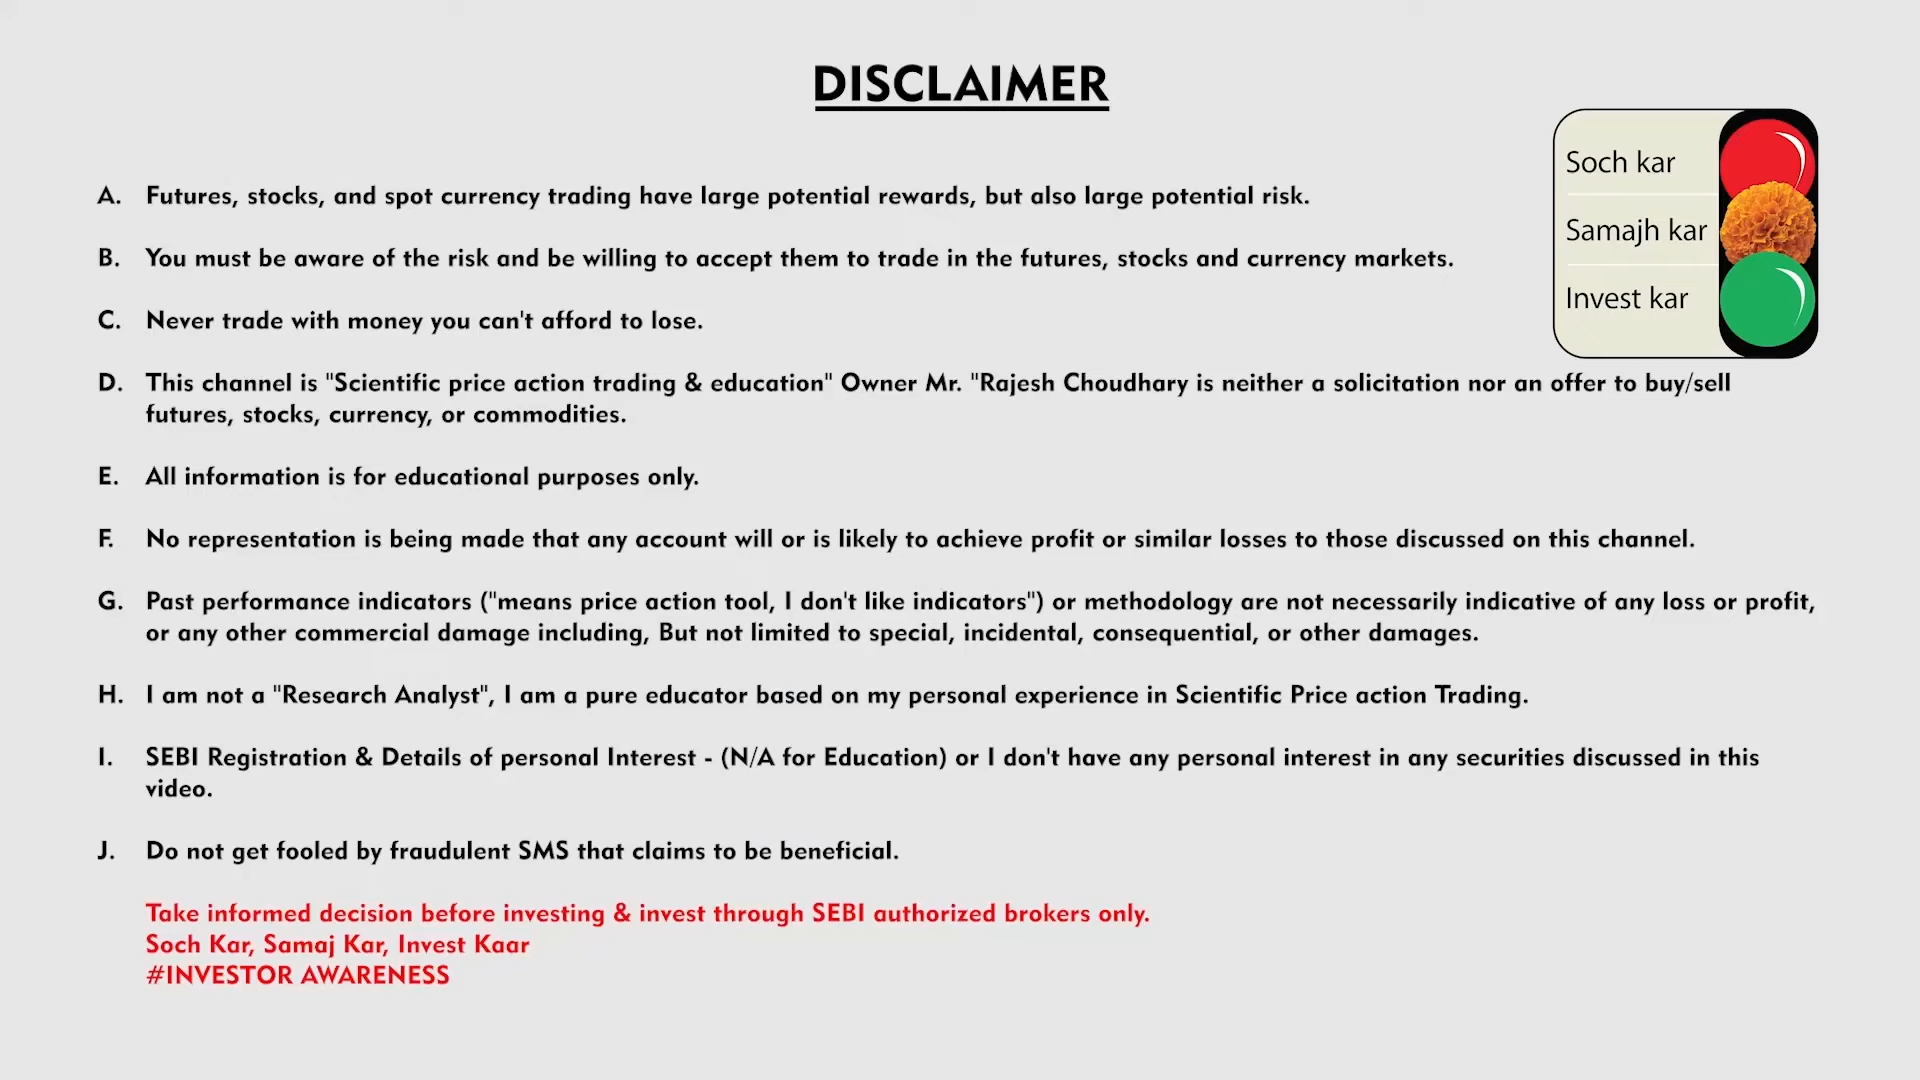 DISCLAIMER
Soch kar
Samajh kar
Invest kar
A. Futures, stocks, and spot currency trading have large potential rewards, but also large potential risk.
B. You must be aware of the risk and be willing to accept them to trade in the futures, stocks and currency markets.
C. Never trade with money you can't afford to lose.
D. This channel is "Scientific price action trading & education" Owner Mr. "Rajesh Choudhary is neither a solicitation nor an offer to buy/sell
futures, stocks, currency, or commodities.
E. All information is for educational purposes only.
F. No representation is being made that any account will or is likely to achieve profit or similar losses to those discussed on this channel.
G. Past performance indicators ("means price action tool, I don't like indicators") or methodology are not necessarily indicative of any loss or profit,
or any other commercial damage including, But not limited to special, incidental, consequential, or other damages.
H. I am not a "Research Analyst", I am a pure educator based on my personal experience in Scientific Price action Trading.
I. SEBI Registration & Details of personal Interest - (N/A for Education) or I don't have any personal interest in any securities discussed in this
video.
J. Do not get fooled by fraudulent SMS that claims to be beneficial.
Take informed decision before investing & invest through SEBI authorized brokers only.
Soch Kar, Samaj Kar, Invest Kaar
#INVESTOR AWARENESS